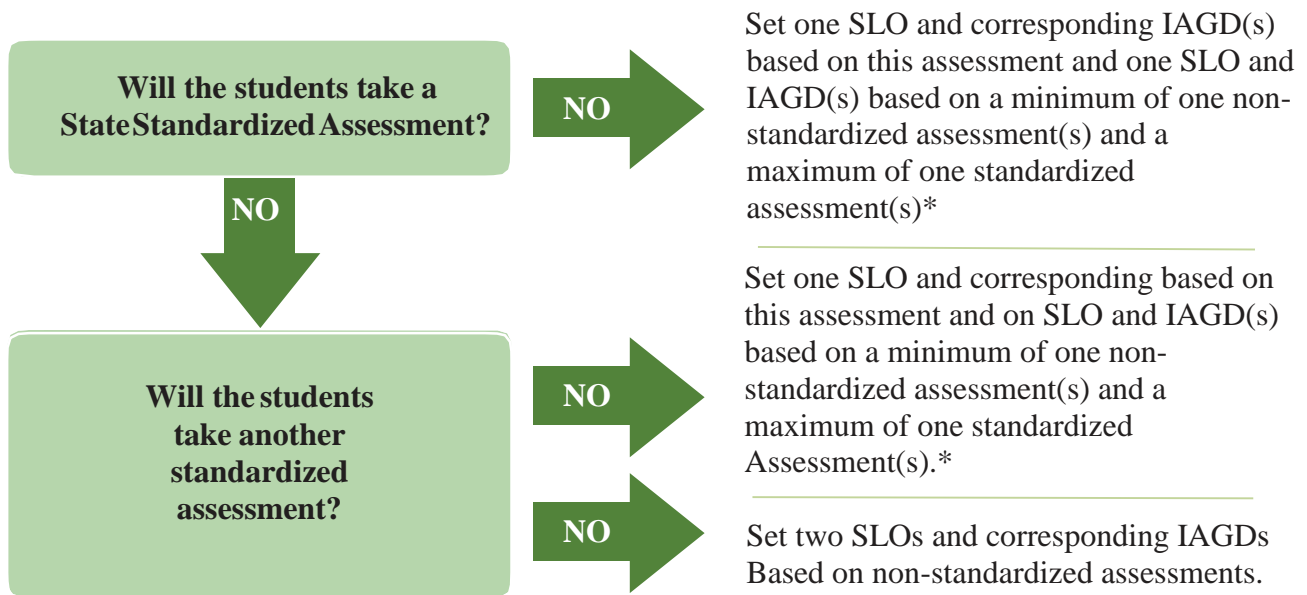 Will the students take a
State Standardized Assessment?
NO
Set one SLO and corresponding IAGD(s)
based on this assessment and one SLO and
IAGD(s) based on a minimum of one non-
standardized assessment(s) and a
maximum of one standardized
assessment(s)*
NO
Will the students
take another
standardized
assessment?
NO
Set one SLO and corresponding based on
this assessment and on SLO and IAGD(s)
based on a minimum of one non-
standardized assessment(s) and a
maximum of one standardized
Assessment(s).*
NO
Set two SLOs and corresponding IAGDs
Based on non-standardized assessments.